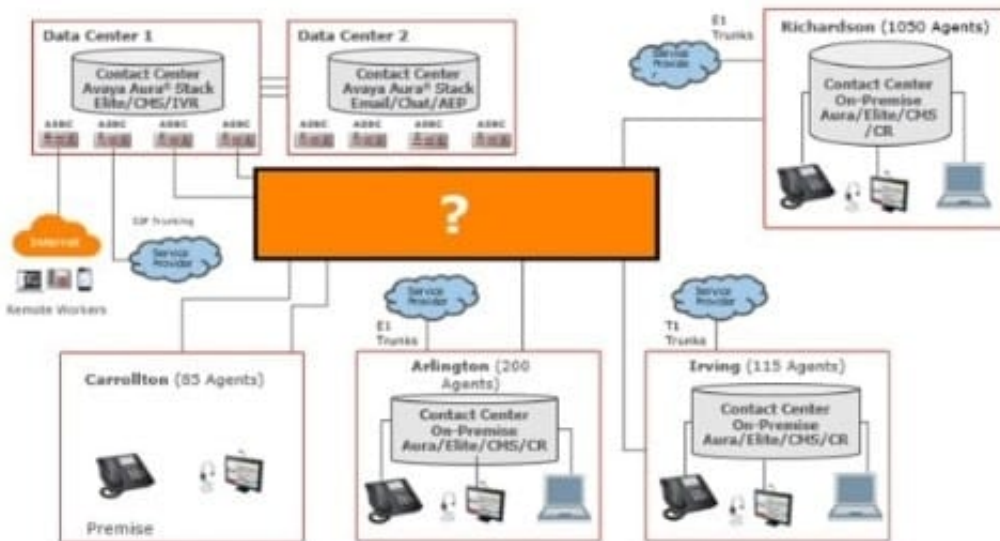 Data Center 1
Contact Center
Avaya Aura® Stack
Elite/CMS/IVR
ASBC ASBC ASBC ASBC
Data Center 2
Contact Center
Avaya Aura® Stack
Email/Chat/AEP
ASBC ASBC ASBC ASBC
E1
Trunks
Service
Provide
r
Richardson (1050 Agents)
Contact Center
On-Premise
Aura/Elite/CMS
/CR
?
Internet
Remote Workers
SIP Trunking
Service
Provider
Carrollton (85 Agents)
Premise
Service
Provider
E1
Trunks
Arlington (200
Agents)
Contact Center
On-Premise
Aura/Elite/CMS/CR
Service
Provider
T1
Trunks
Irving (115 Agents)
Contact Center
On-Premise
Aura/Elite/CMS/CR